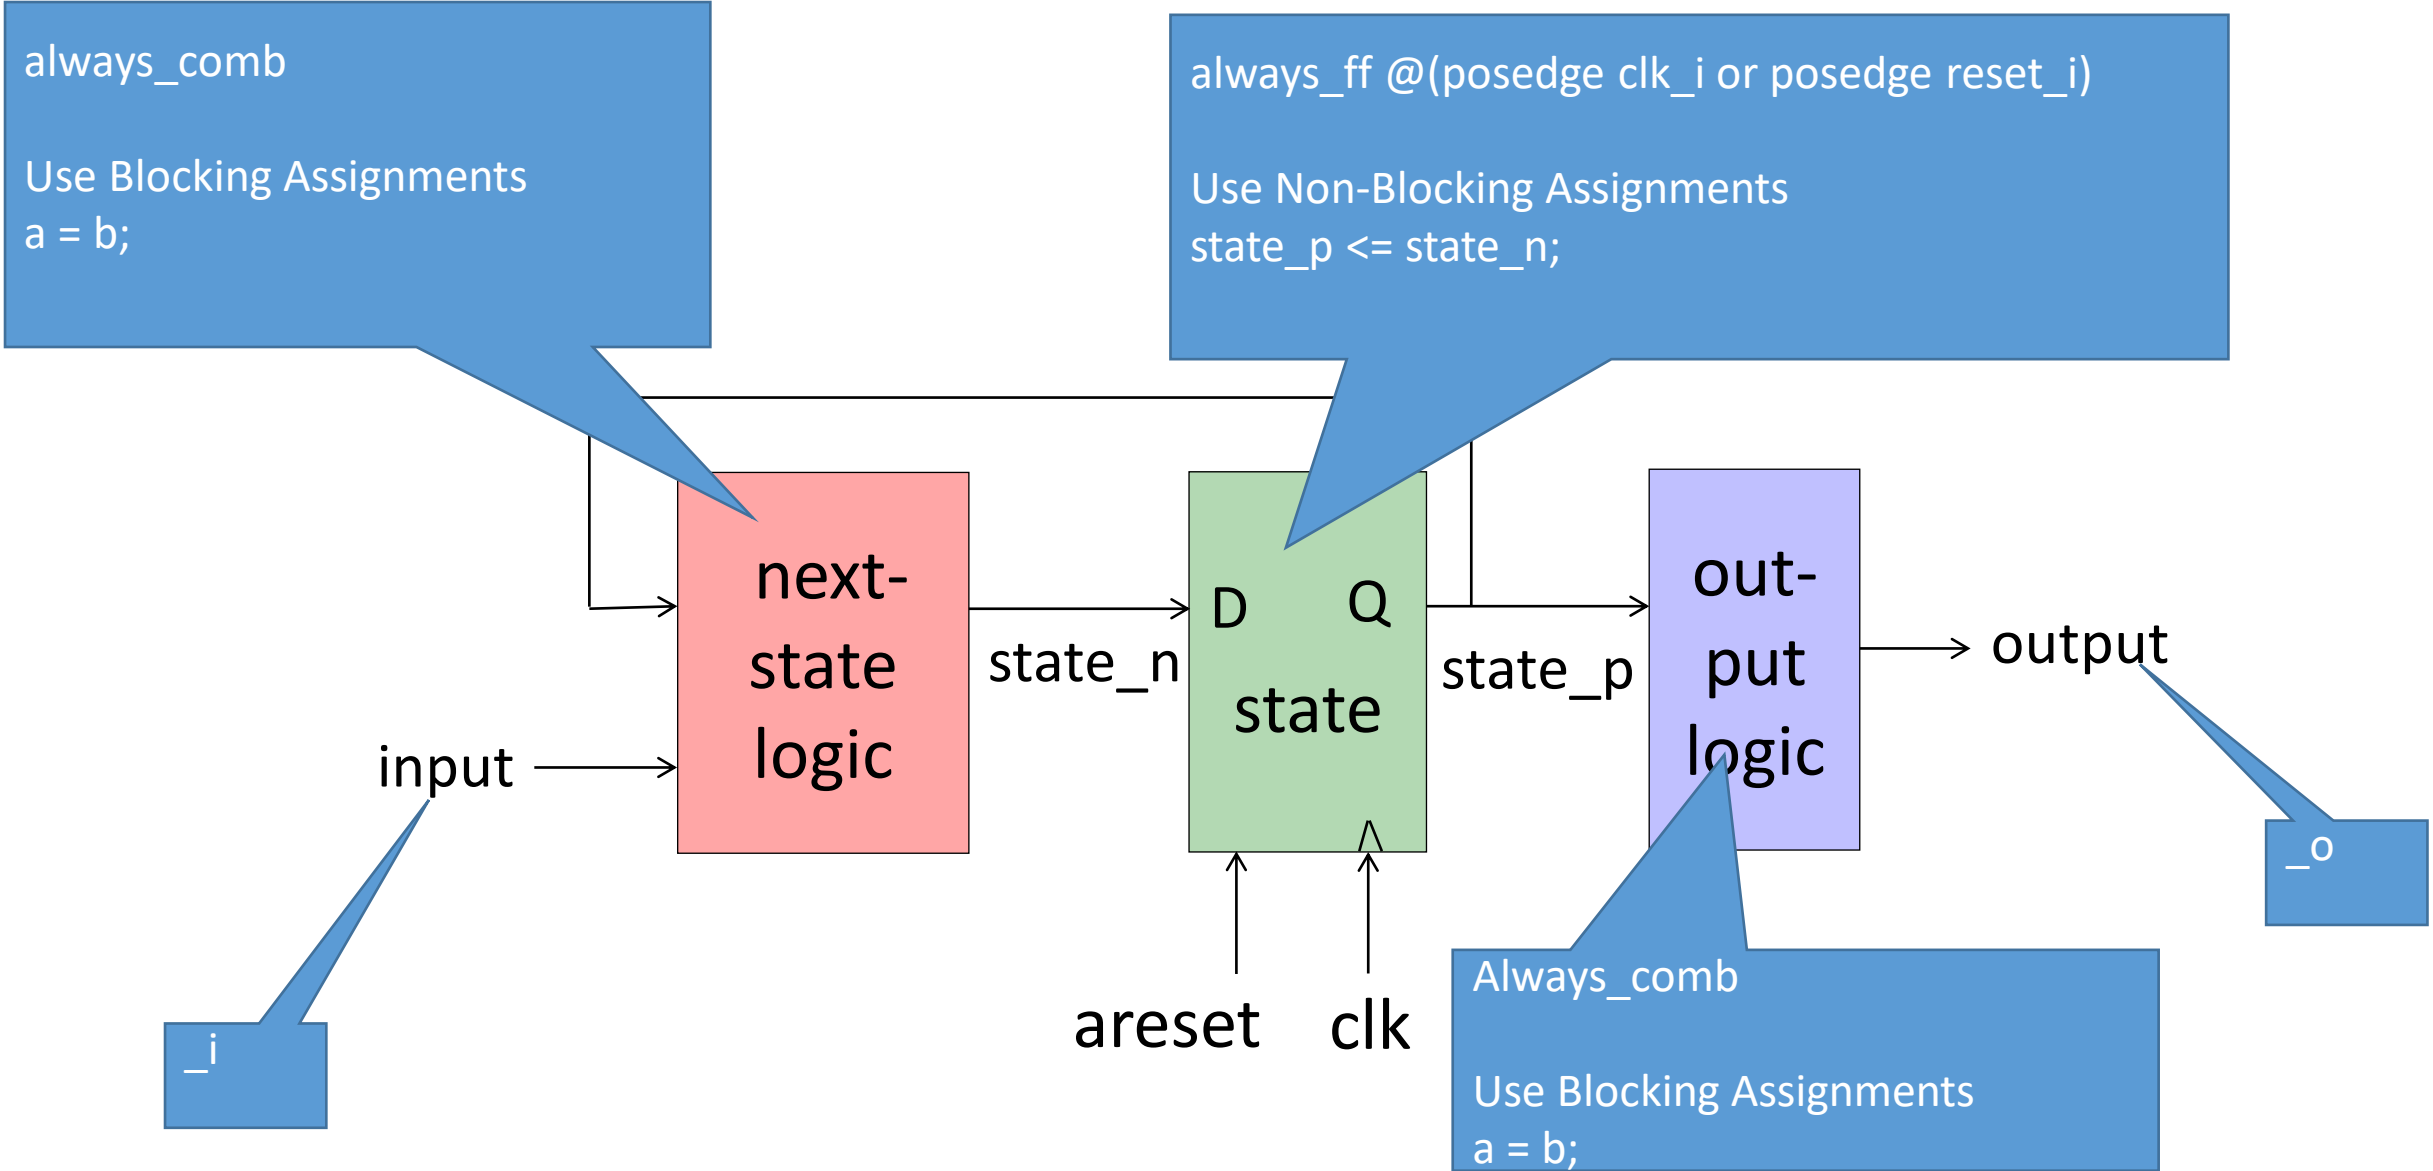 always_comb
Use Blocking Assignments
a = b;
always_ff @(posedge clk_i or posedge reset_i)
Use Non-Blocking Assignments
state_p <= state_n;
next-
state
logic
D
Q
state
out-
put
logic
state_n
state_p
input
output
areset
clk
_i
_o
Always_comb
Use Blocking Assignments
a = b;